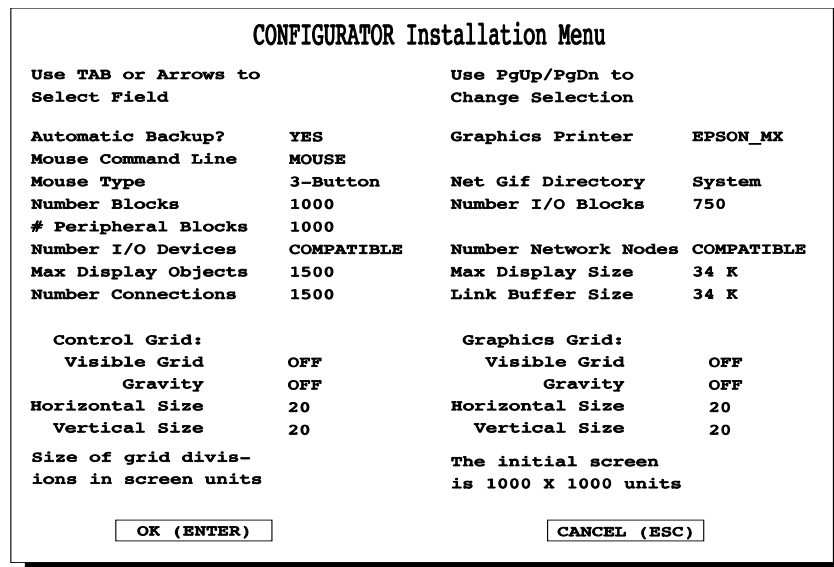 CONFIGURATOR Installation Menu
Use TAB or Arrows to Use PgUp/PgDn to
Select Field Change Selection
Automatic Backup? YES Graphics Printer EPSON_MX
Mouse Command Line MOUSE
Mouse Type 3-Button Net Gif Directory System
Number Blocks 1000 Number I/O Blocks 750
# Peripheral Blocks 1000
Number I/O Devices COMPATIBLE Number Network Nodes COMPATIBLE
Max Display Objects 1500 Max Display Size 34 K
Number Connections 1500 Link Buffer Size 34 K
Control Grid: Graphics Grid:
Visible Grid OFF Visible Grid OFF
Gravity OFF Gravity OFF
Horizontal Size 20 Horizontal Size 20
Vertical Size 20 Vertical Size 20
Size of grid divis- The initial screen
ions in screen units is 1000 X 1000 units
OK (ENTER) CANCEL (ESC)